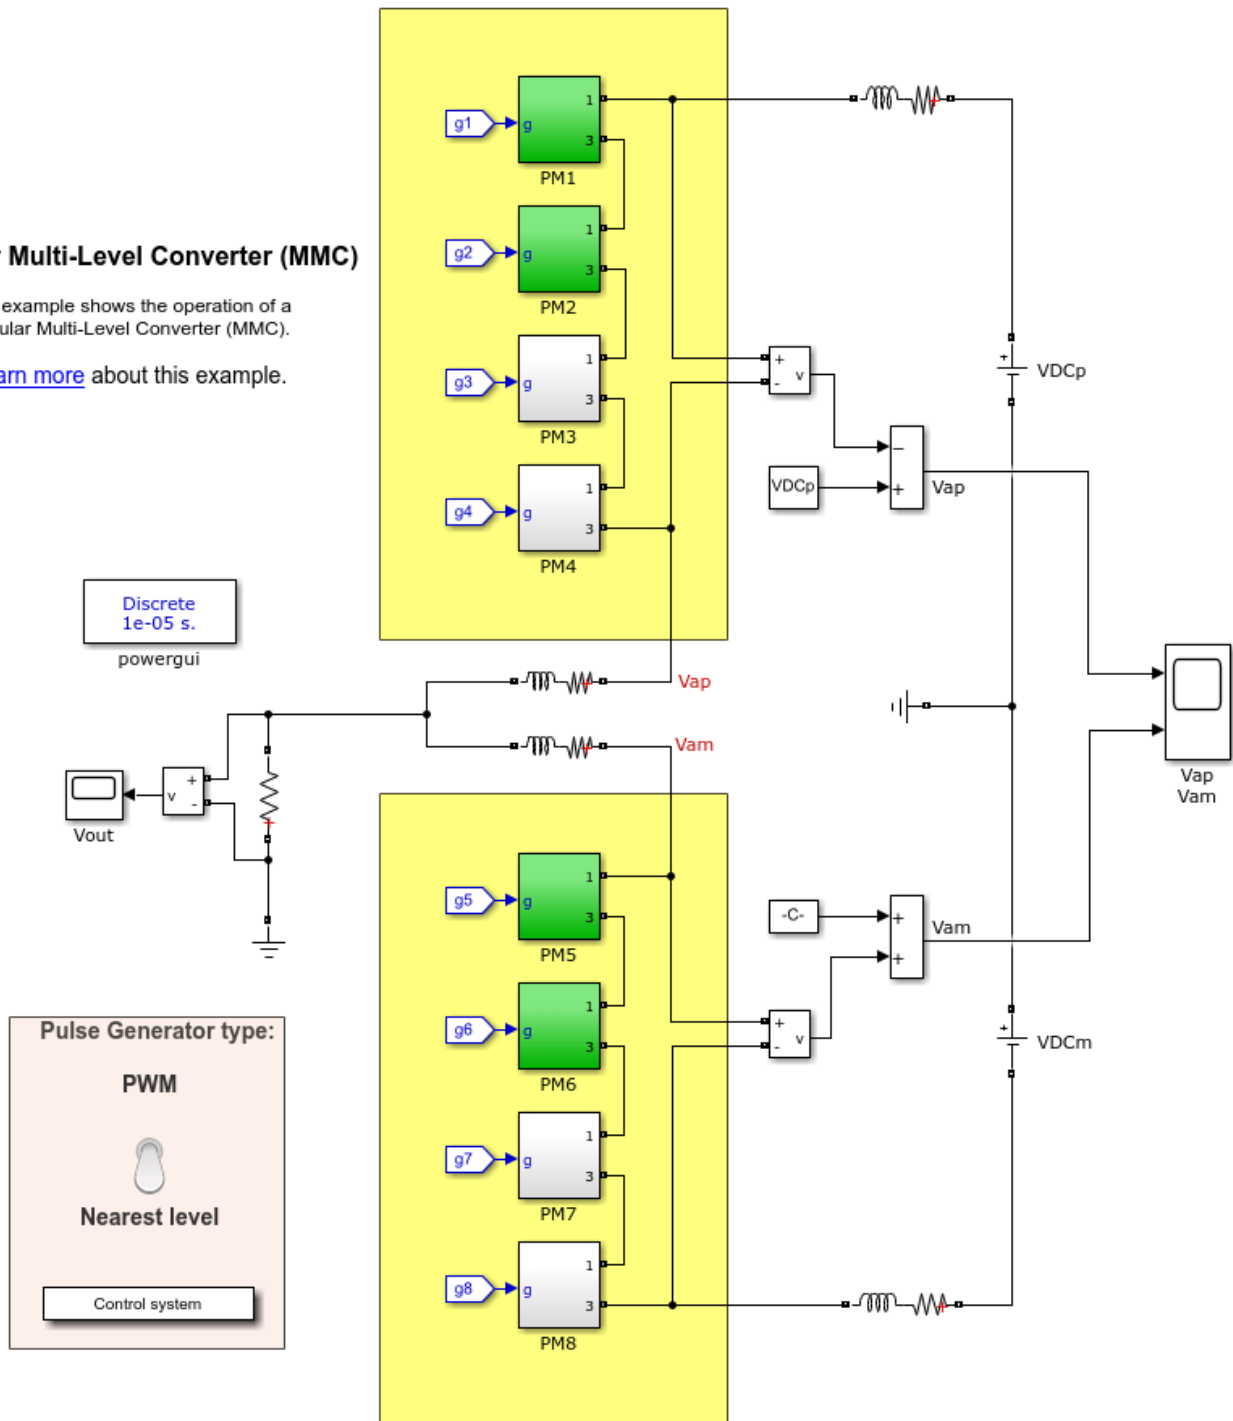 Multi-Level Converter (MMC)
example shows the operation of a
Multi-Level Converter (MMC).
more about this example.
g1
g
1
3
PM1
g2
g
1
3
PM2
g3
g
1
3
PM3
g4
g
1
3
PM4
+
-
v
VDCp
−
+
Vap
+
VDCp
Discrete
1e-05 s.
powergui
Vap
Vam
Vap
Vam
+
-
v
Vout
g5
g
1
3
PM5
g6
g
1
3
PM6
g7
g
1
3
PM7
g8
g
1
3
PM8
-C-
+
+
Vam
+
-
v
+
VDCm
Pulse Generator type:
PWM
Nearest level
Control system